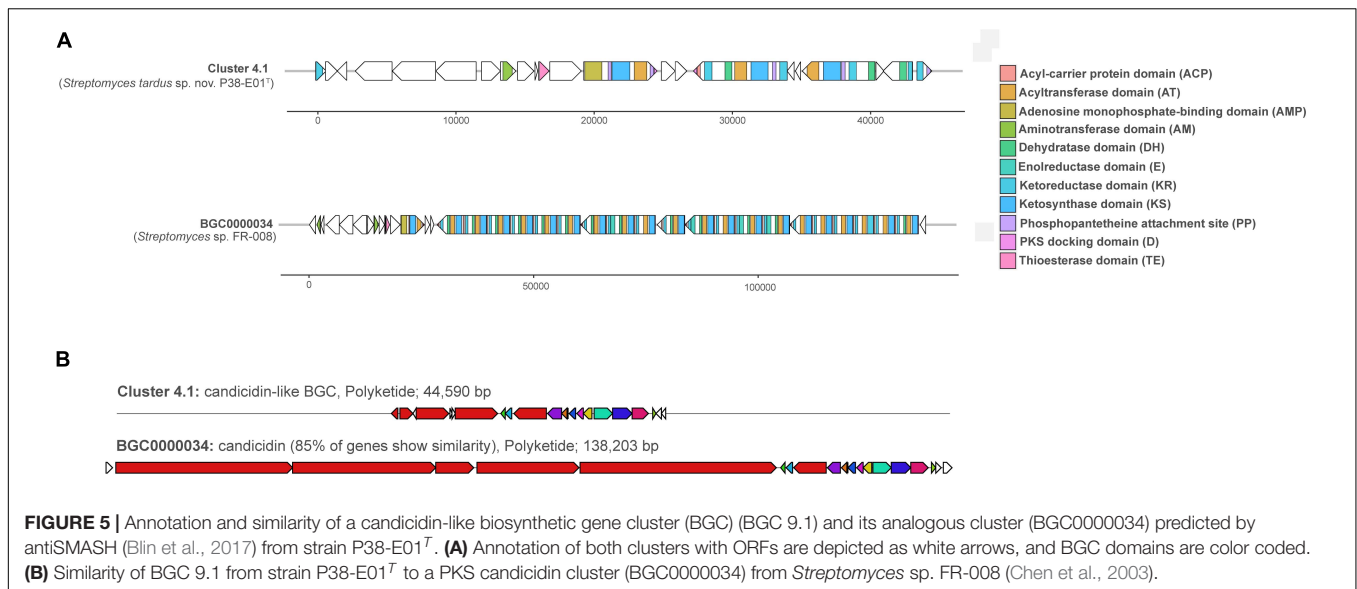 A
Cluster 4.1
(Streptomyces tardus sp. nov. P38-E01ᵀ)
0 10000 20000 30000 40000
BGC0000034
(Streptomyces sp. FR-008)
0 50000 100000
Acyl-carrier protein domain (ACP)
Acyltransferase domain (AT)
Adenosine monophosphate-binding domain (AMP)
Aminotransferase domain (AM)
Dehydratase domain (DH)
Enolreductase domain (E)
Ketoreductase domain (KR)
Ketosynthase domain (KS)
Phosphopantetheine attachment site (PP)
PKS docking domain (D)
Thioesterase domain (TE)
B
Cluster 4.1: candicidin-like BGC, Polyketide; 44,590 bp
BGC0000034: candicidin (85% of genes show similarity), Polyketide; 138,203 bp
FIGURE 5 | Annotation and similarity of a candicidin-like biosynthetic gene cluster (BGC) (BGC 9.1) and its analogous cluster (BGC0000034) predicted by
antiSMASH (Blin et al., 2017) from strain P38-E01ᵀ. (A) Annotation of both clusters with ORFs are depicted as white arrows, and BGC domains are color coded.
(B) Similarity of BGC 9.1 from strain P38-E01ᵀ to a PKS candicidin cluster (BGC0000034) from Streptomyces sp. FR-008 (Chen et al., 2003).